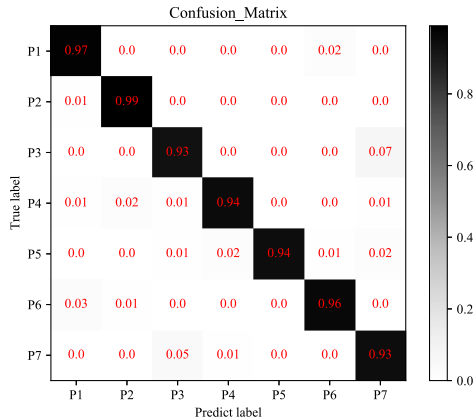 Confusion_Matrix
P1 0.97 0.0 0.0 0.0 0.0 0.02 0.0
P2 0.01 0.99 0.0 0.0 0.0 0.0 0.0
P3 0.0 0.0 0.93 0.0 0.0 0.0 0.07
P4 0.01 0.02 0.01 0.94 0.0 0.0 0.01
P5 0.0 0.0 0.01 0.02 0.94 0.01 0.02
P6 0.03 0.01 0.0 0.0 0.0 0.96 0.0
P7 0.0 0.0 0.05 0.01 0.0 0.0 0.93
P1 P2 P3 P4 P5 P6 P7
Predict label
True label
0.8
0.6
0.4
0.2
0.0